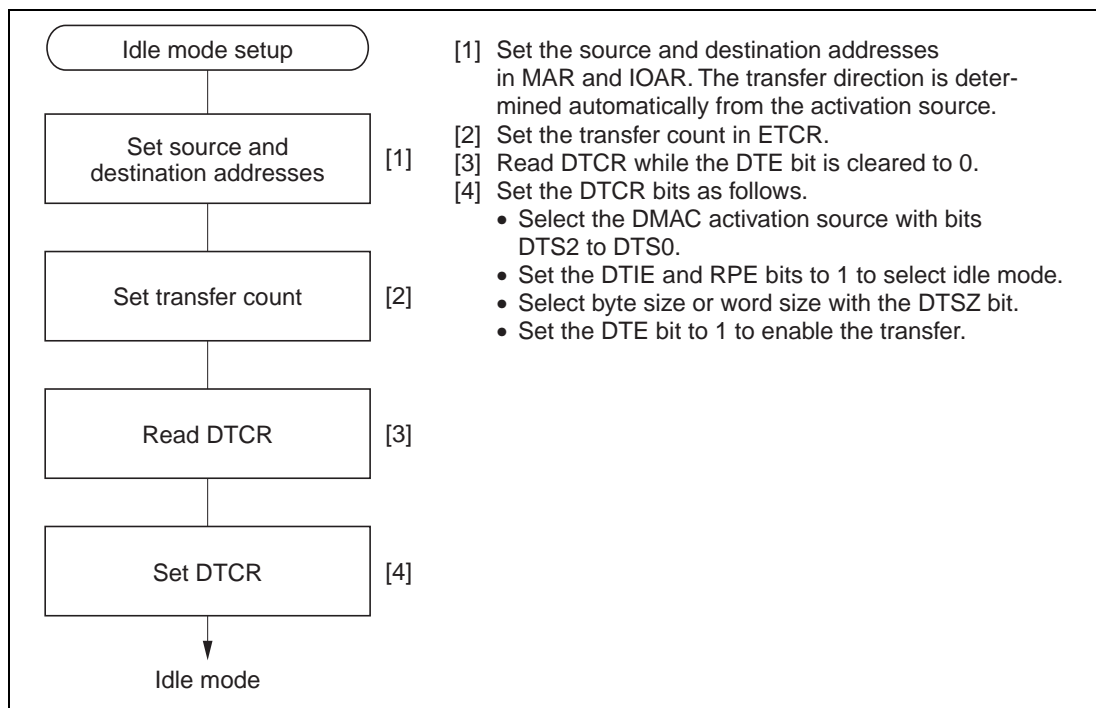 Idle mode setup
Set source and
destination addresses
[1]
Set transfer count
[2]
Read DTCR
[3]
Set DTCR
[4]
Idle mode
[1] Set the source and destination addresses
in MAR and IOAR. The transfer direction is deter-
mined automatically from the activation source.
[2] Set the transfer count in ETCR.
[3] Read DTCR while the DTE bit is cleared to 0.
[4] Set the DTCR bits as follows.
• Select the DMAC activation source with bits
DTS2 to DTS0.
• Set the DTIE and RPE bits to 1 to select idle mode.
• Select byte size or word size with the DTSZ bit.
• Set the DTE bit to 1 to enable the transfer.